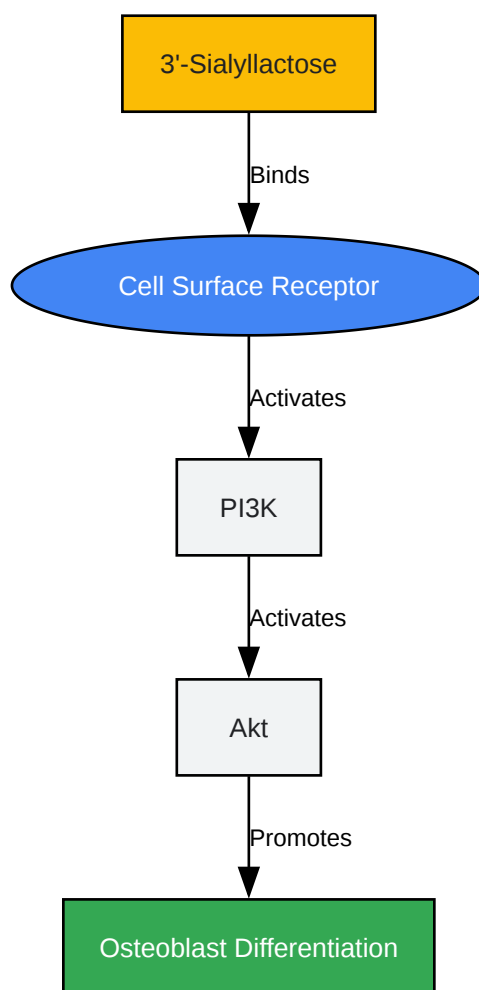 3'-Sialyllactose
Binds
Cell Surface Receptor
Activates
PI3K
Activates
Akt
Promotes
Osteoblast Differentiation